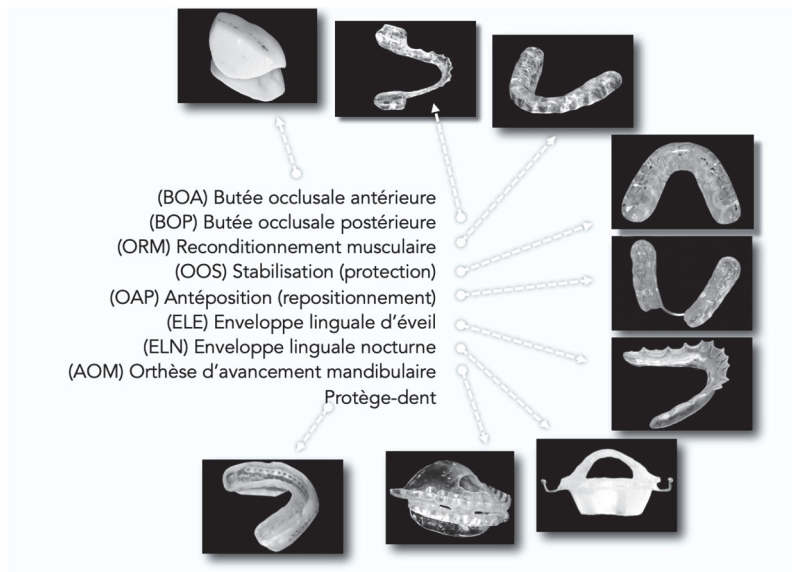 (BOA) Butée occlusale antérieure
(BOP) Butée occlusale postérieure
(ORM) Reconditionnement musculaire
(OOS) Stabilisation (protection)
(OAP) Antéposition (repositionnement)
(ELE) Enveloppe linguale d’éveil
(ELN) Enveloppe linguale nocturne
(AOM) Orthèse d’avancement mandibulaire
Protège-dent